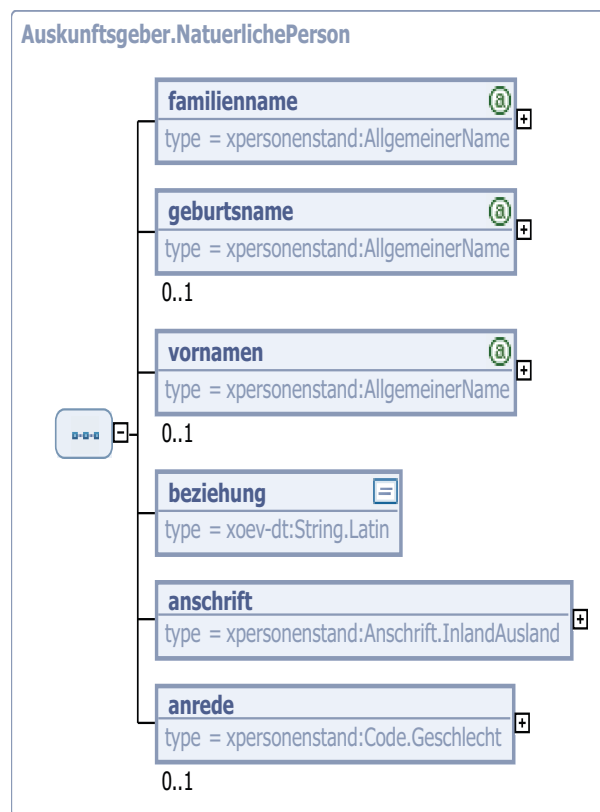 Auskunftsgeber.NatuerlichePerson
familienname
type = xpersonenstand:AllgemeinerName
geburtsname
type = xpersonenstand:AllgemeinerName
0..1
vornamen
type = xpersonenstand:AllgemeinerName
0..1
beziehung
type = xoev-dt:String.Latin
anschrift
type = xpersonenstand:Anschrift.InlandAusland
anrede
type = xpersonenstand:Code.Geschlecht
0..1